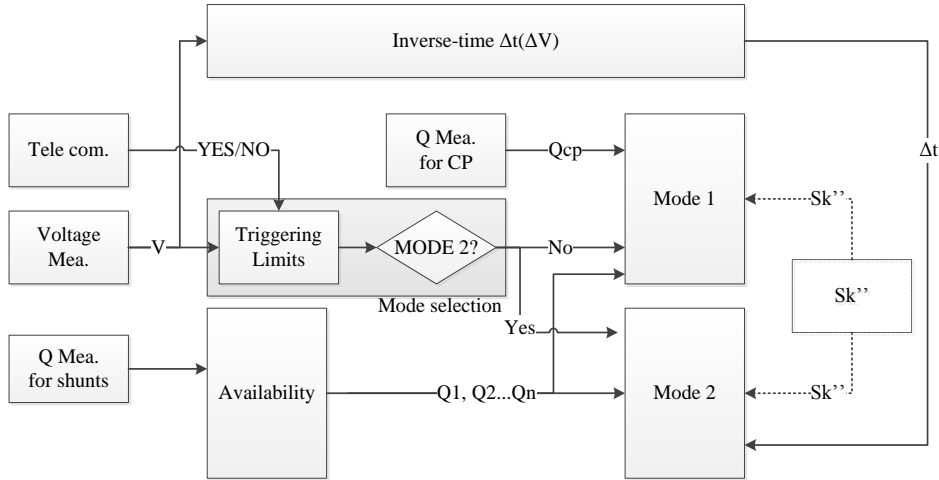 Inverse-time Δt(ΔV)
Tele com.
YES/NO
Q Mea.
for CP
Qcp
Δt
Mode 1
Sk’’
Voltage
Mea.
V
Triggering
Limits
MODE 2?
No
Mode selection
Sk’’
Yes
Q Mea.
for shunts
Availability
Q1, Q2...Qn
Mode 2
Sk’’